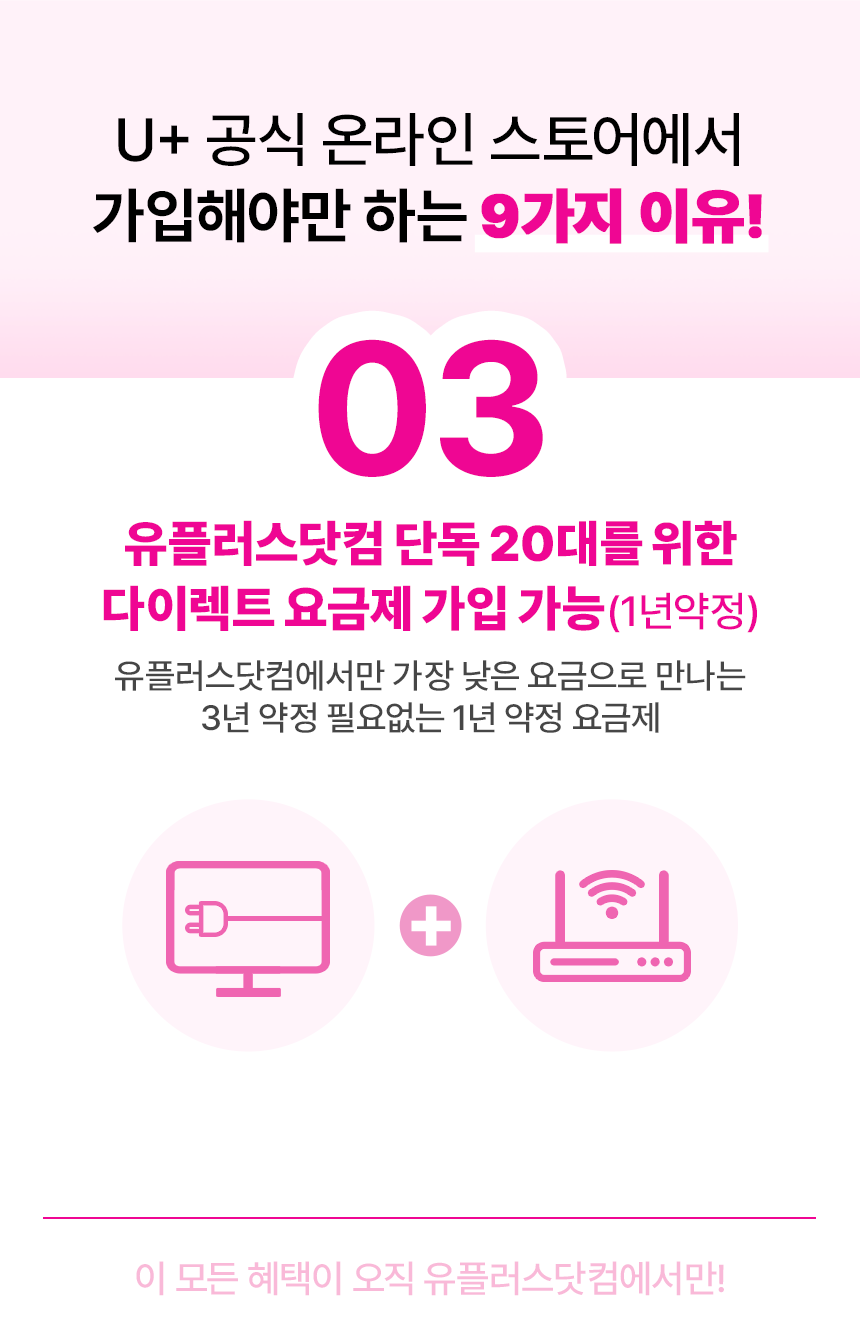 U+ 공식 온라인 스토어에서
가입해야만 하는 9가지 이유!
03
유플러스닷컴 단독 20대를 위한
다이렉트 요금제 가입 가능(1년약정)
유플러스닷컴에서만 가장 낮은 요금으로 만나는
3년 약정 필요없는 1년 약정 요금제
이 모든 혜택이 오직 유플러스닷컴에서만!